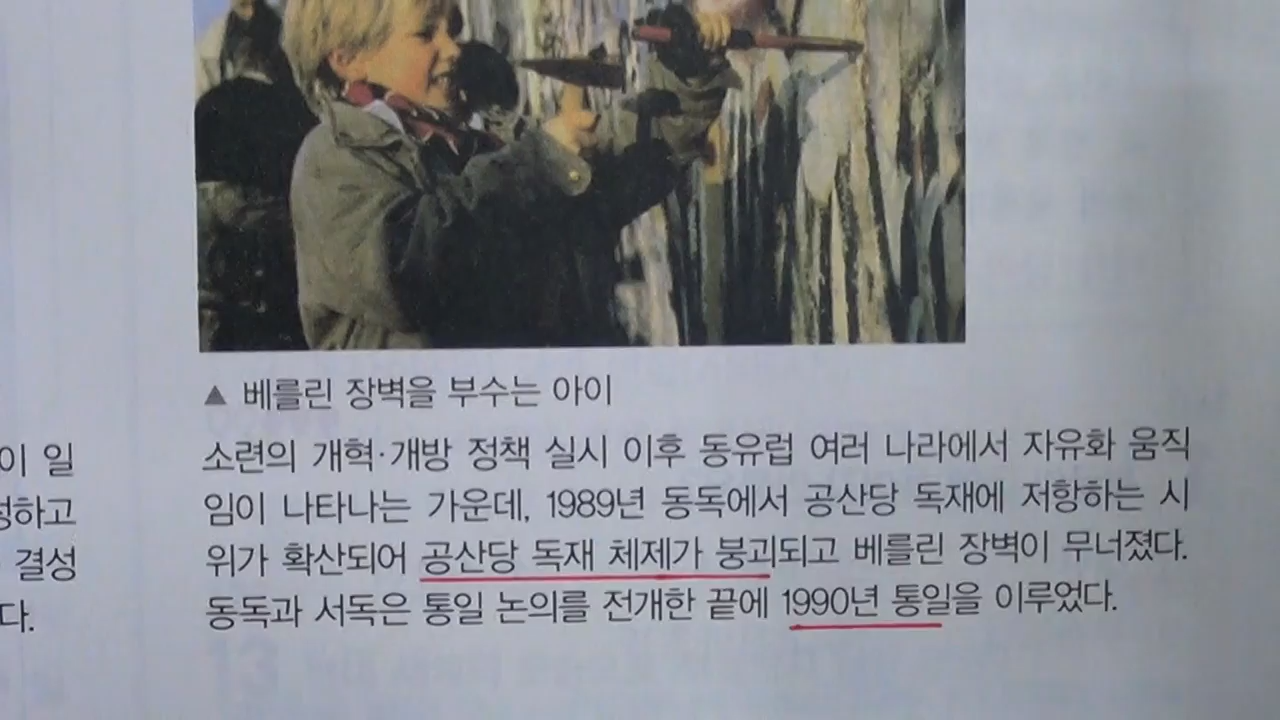 ▲ 베를린 장벽을 부수는 아이
이 일
소련의 개혁·개방 정책 실시 이후 동유럽 여러 나라에서 자유화 움직
성하고
임이 나타나는 가운데, 1989년 동독에서 공산당 독재에 저항하는 시
결성
위가 확산되어 공산당 독재 체제가 붕괴되고 베를린 장벽이 무너졌다.
다.
동독과 서독은 통일 논의를 전개한 끝에 1990년 통일을 이루었다.